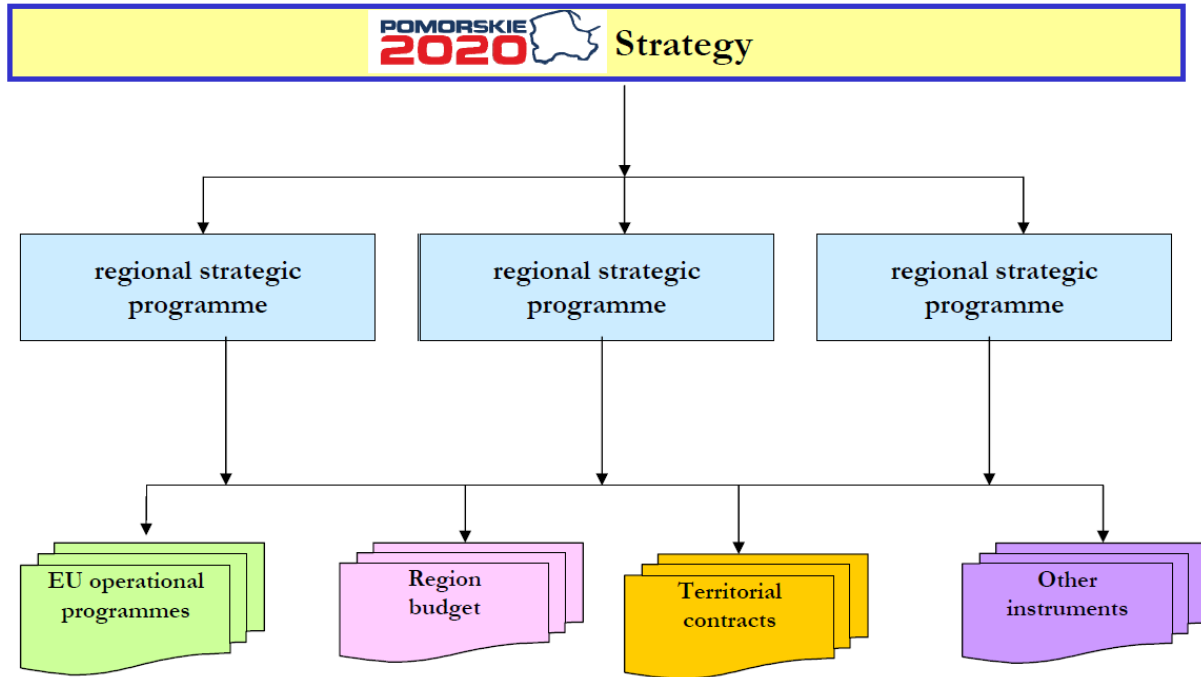 POMORSKIE
2020 Strategy
regional strategic
programme
regional strategic
programme
regional strategic
programme
EU operational
programmes
Region
budget
Territorial
contracts
Other
instruments